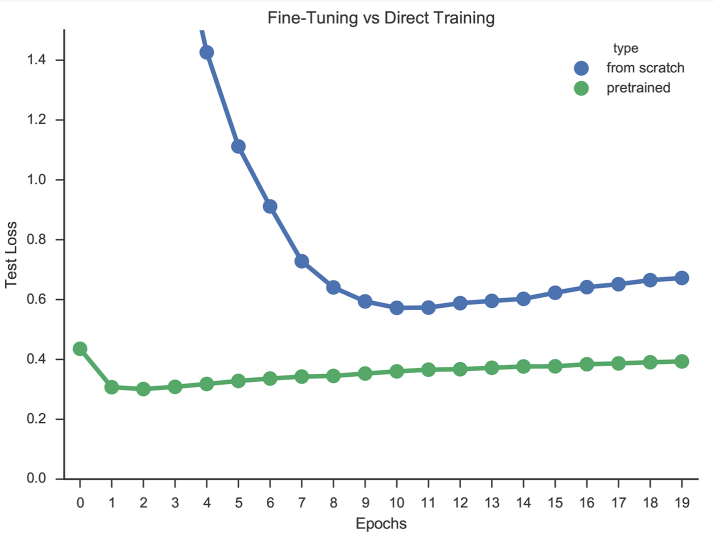 Fine-Tuning vs Direct Training
type
from scratch
pretrained
Test Loss
1.4
1.2
1.0
0.8
0.6
0.4
0.2
0.0
0 1 2 3 4 5 6 7 8 9 10 11 12 13 14 15 16 17 18 19
Epochs